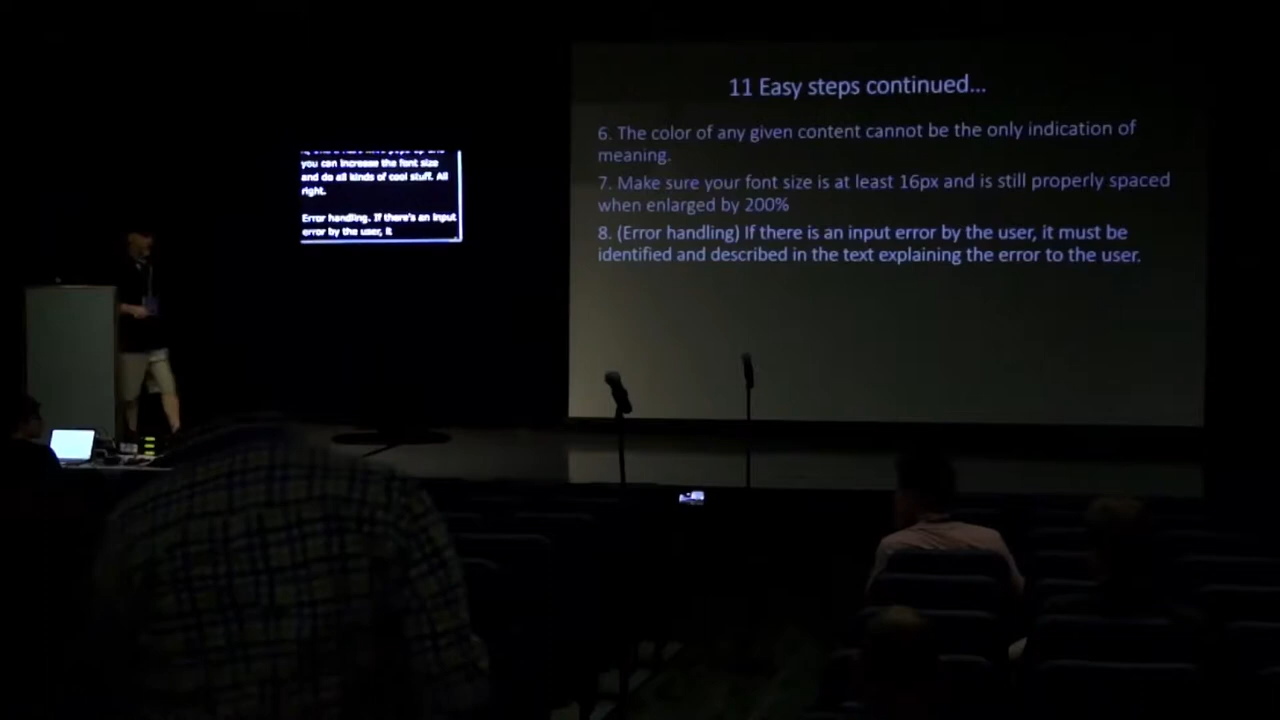 you can increase the font size
and do all kinds of cool stuff. All
right.
Error handling. If there's an input
error by the user, it
11 Easy steps continued...
6. The color of any given content cannot be the only indication of
meaning.
7. Make sure your font size is at least 16px and is still properly spaced
when enlarged by 200%
8. (Error handling) If there is an input error by the user, it must be
identified and described in the text explaining the error to the user.